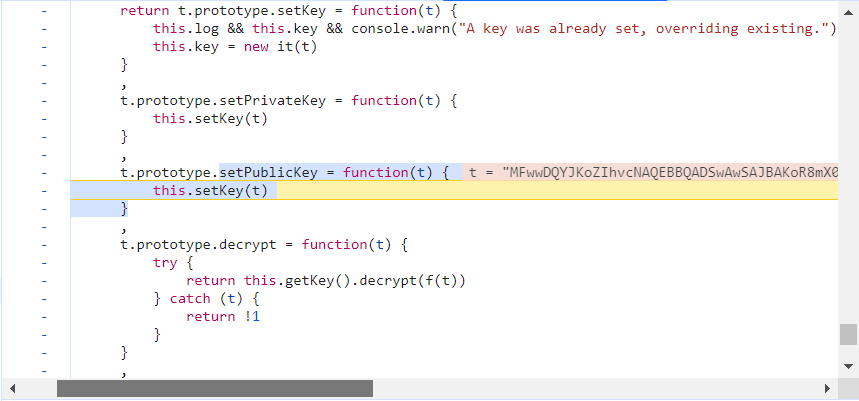 - return t.prototype.setKey = function(t) {
- this.log && this.key && console.warn("A key was already set, overriding existing.")
- this.key = new it(t)
- }
- ,
- t.prototype.setPrivateKey = function(t) {
- this.setKey(t)
- }
- ,
- t.prototype.setPublicKey = function(t) { t = "MFwwDQYJKoZIhvcNAQEBBQADSwAwSAJBAKoR8mX0
- this.setKey(t)
- }
- ,
- t.prototype.decrypt = function(t) {
- try {
- return this.getKey().decrypt(f(t))
- } catch (t) {
- return !1
- }
- }
- ,